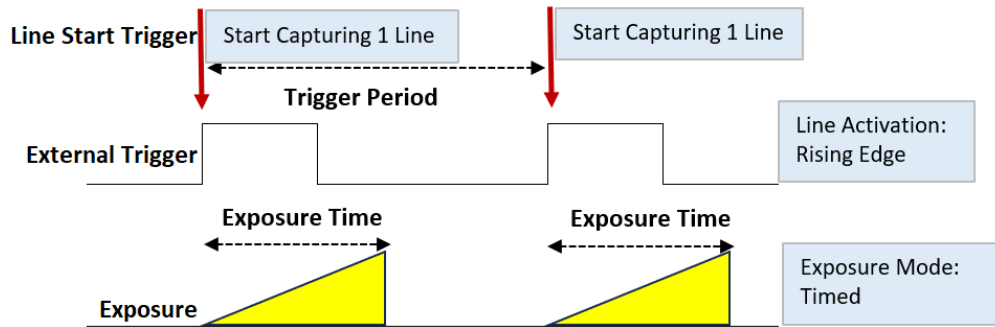 Line Start Trigger
Start Capturing 1 Line
Start Capturing 1 Line
Trigger Period
External Trigger
Line Activation:
Rising Edge
Exposure Time
Exposure Time
Exposure
Exposure Mode:
Timed